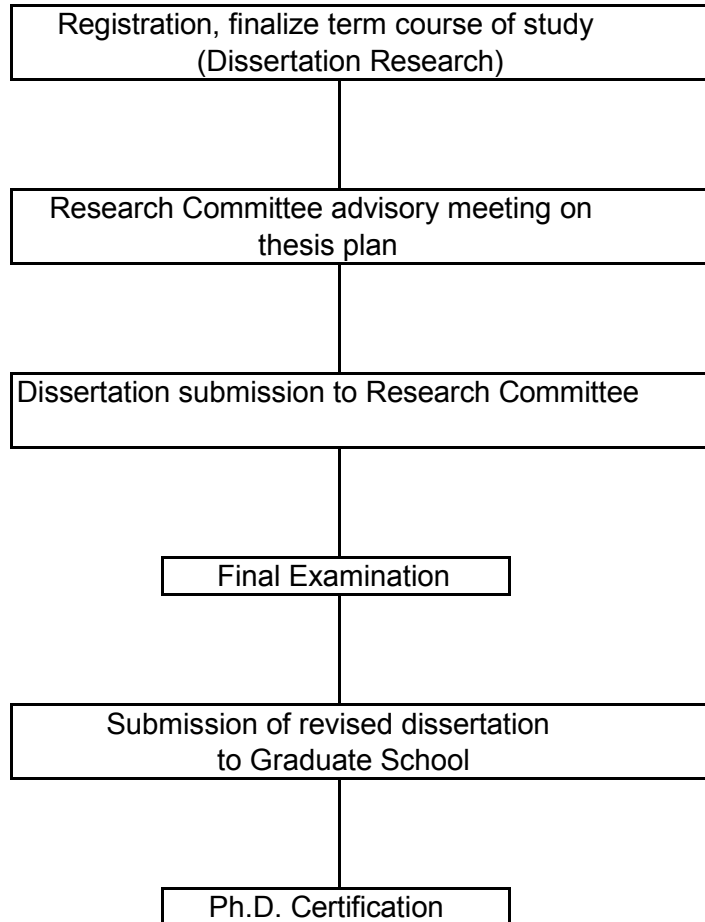 Registration, finalize term course of study
(Dissertation Research)
Research Committee advisory meeting on
thesis plan
Dissertation submission to Research Committee
Final Examination
Submission of revised dissertation
to Graduate School
Ph.D. Certification